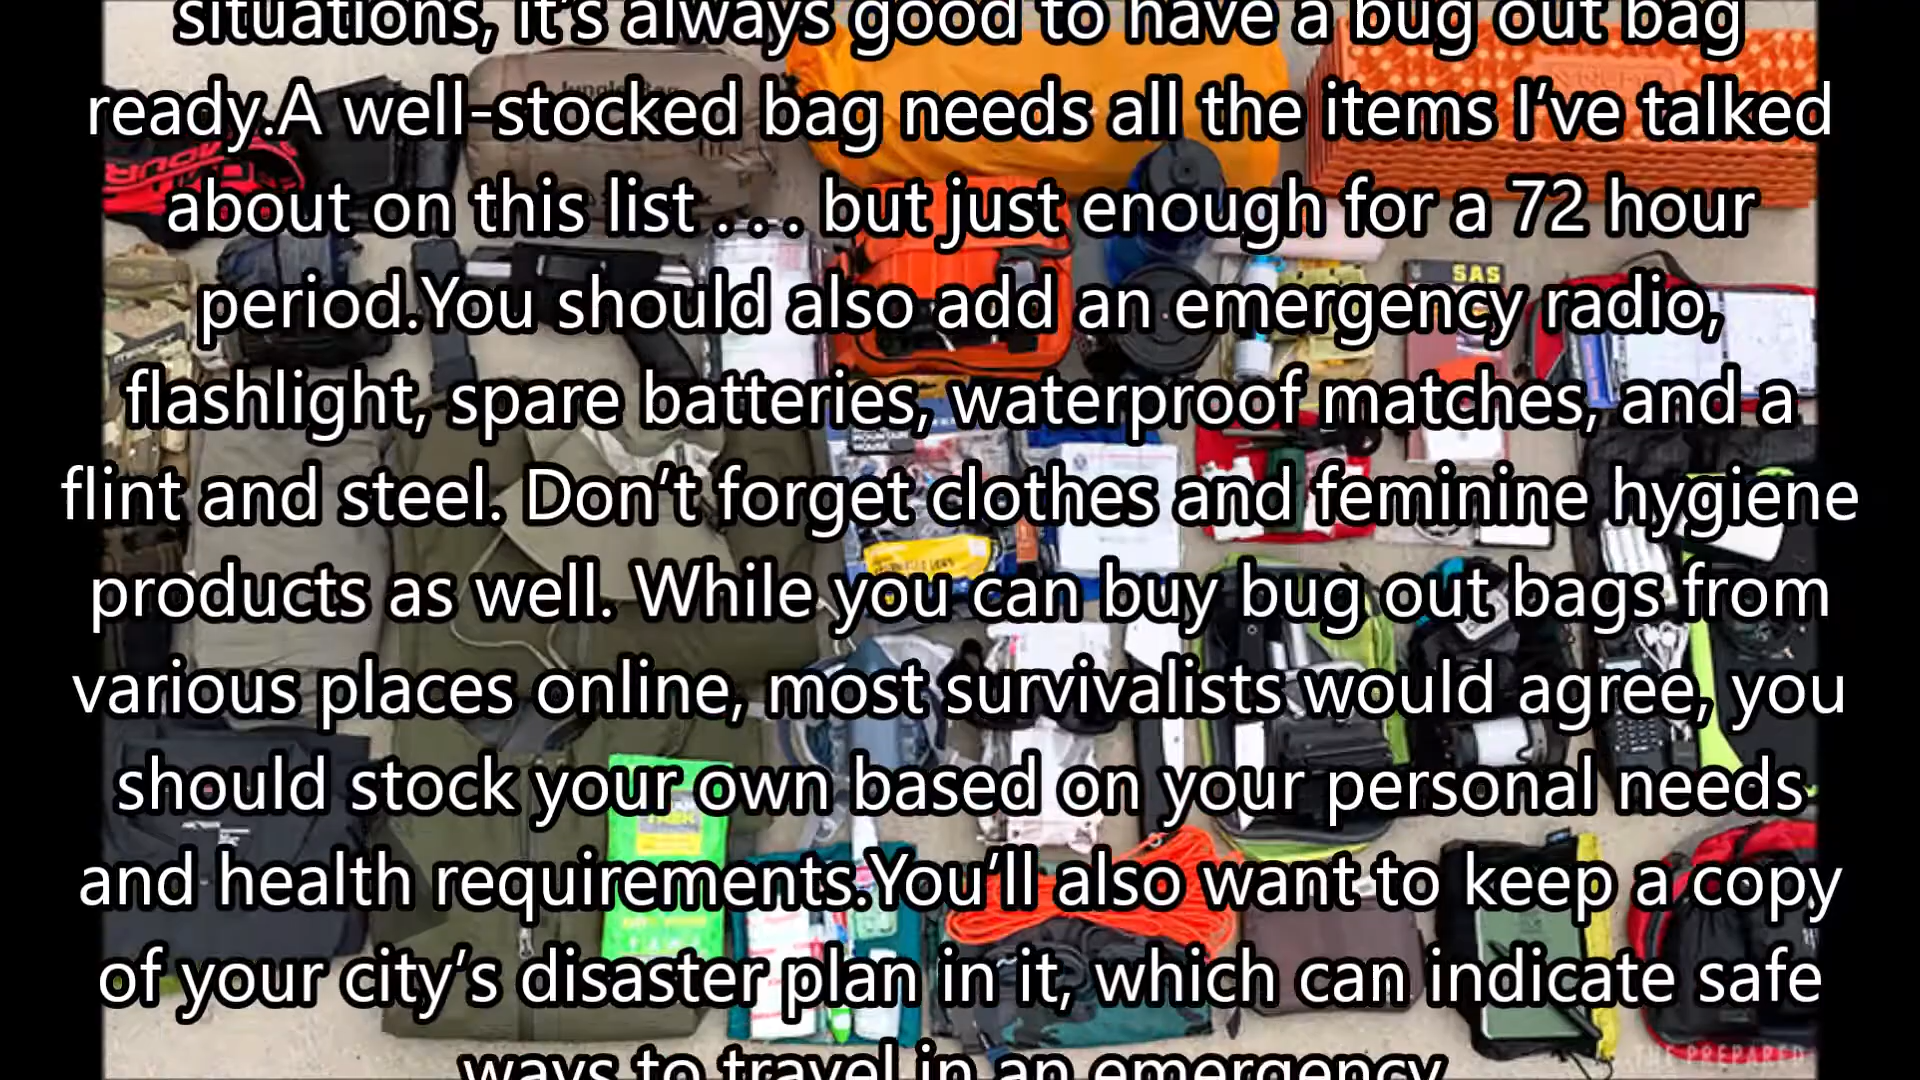 situations, it’s always good to have a bug out bag
ready.A well-stocked bag needs all the items I’ve talked
about on this list . . . but just enough for a 72 hour
period.You should also add an emergency radio,
flashlight, spare batteries, waterproof matches, and a
flint and steel. Don’t forget clothes and feminine hygiene
products as well. While you can buy bug out bags from
various places online, most survivalists would agree, you
should stock your own based on your personal needs
and health requirements.You’ll also want to keep a copy
of your city’s disaster plan in it, which can indicate safe
ways to travel in an emergency.
SAS
THE PREPARED